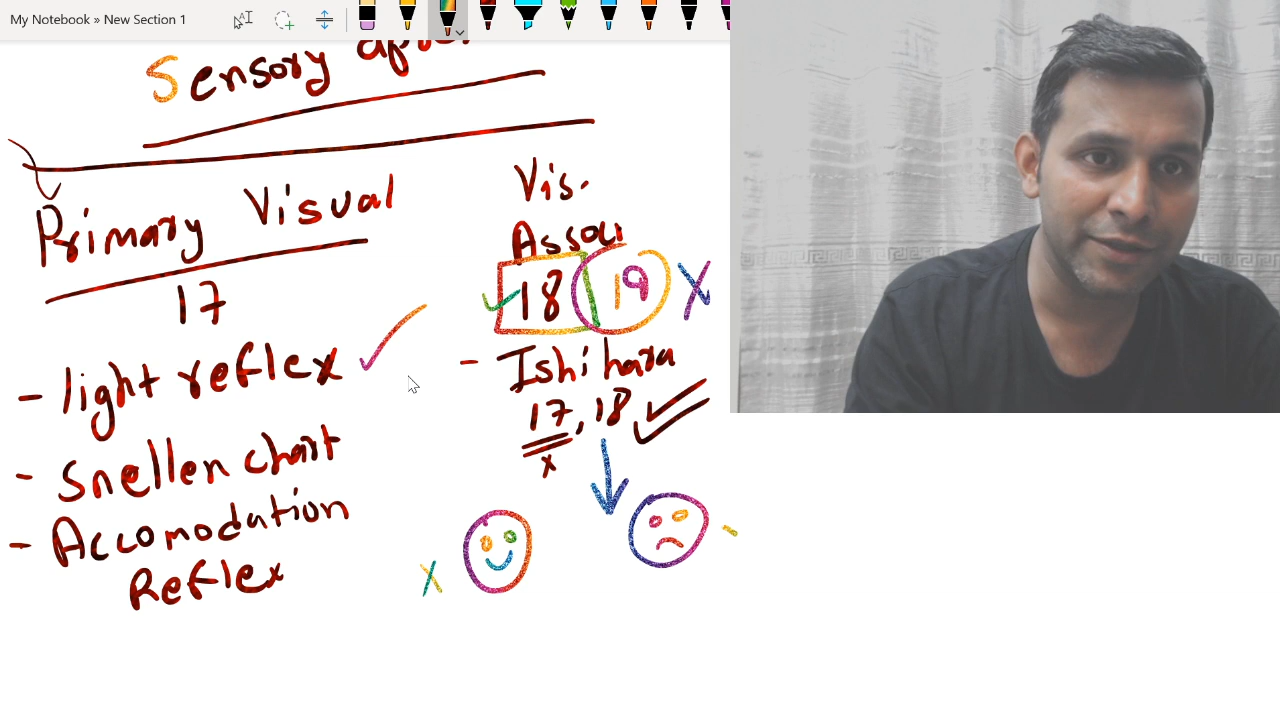 My Notebook » New Section 1
Sensory
Primary Visual
17
- light reflex ✓
- Snellen chart
- Accomodation
Reflex
Vis.
Associ
✓ 18 19 X
- Ishihara
17, 18 ✓
x
X